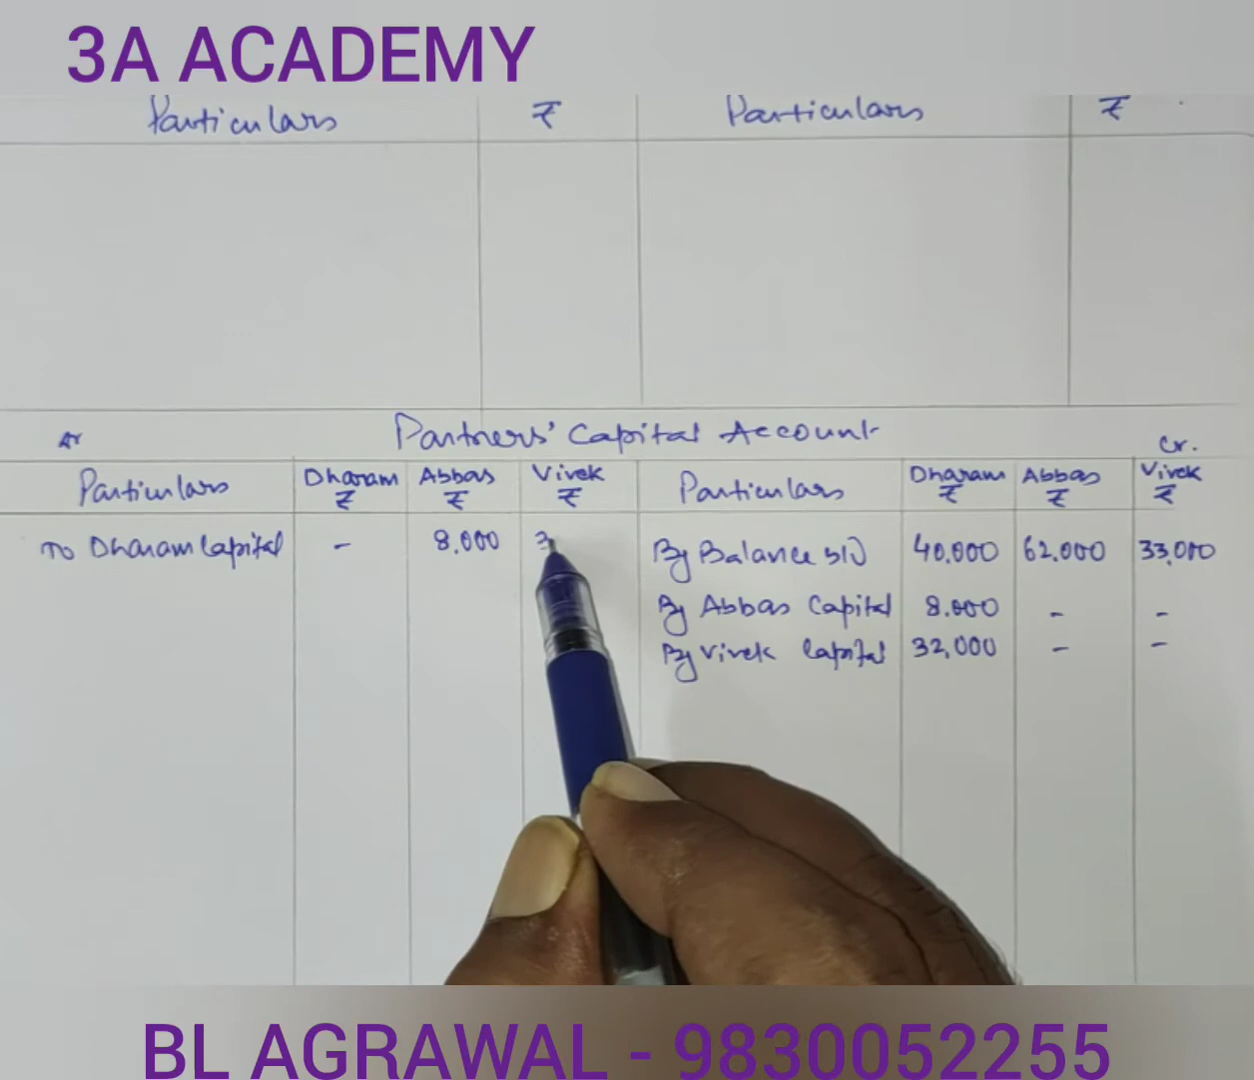 3A ACADEMY
Particulars ₹ Particulars ₹
Dr Partners' Capital Account Cr.
Particulars Dharam ₹ Abbas ₹ Vivek ₹ Particulars Dharam ₹ Abbas ₹ Vivek ₹
To Dharam Capital - 8,000 3 By Balance b/d 40,000 62,000 33,000
By Abbas Capital 8,000 - -
By Vivek Capital 32,000 - -
BL AGRAWAL - 9830052255